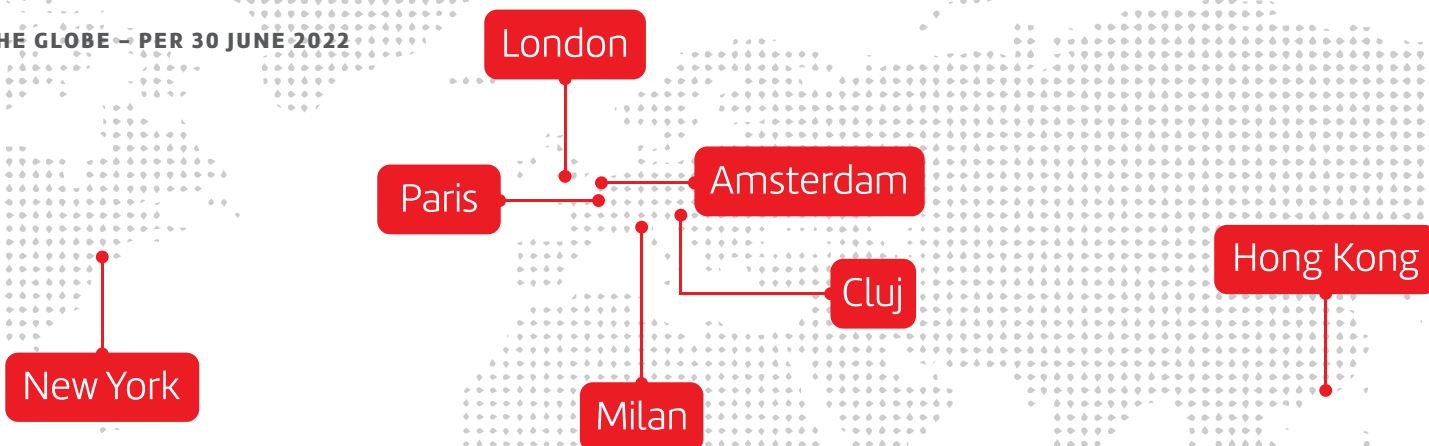 HE GLOBE – PER 30 JUNE 2022
London
Paris
Amsterdam
Hong Kong
Cluj
New York
Milan